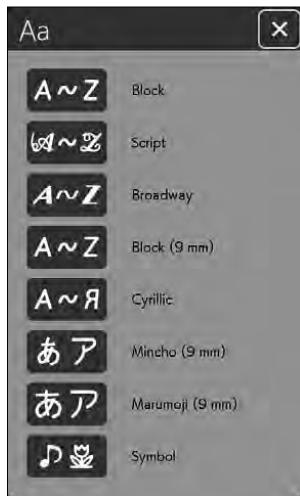 Aa
A~Z Block
A~Z Script
A~Z Broadway
A~Z Block (9 mm)
A~Я Cyrillic
あ ア Mincho (9 mm)
あ ア Marumoji (9 mm)
Symbol